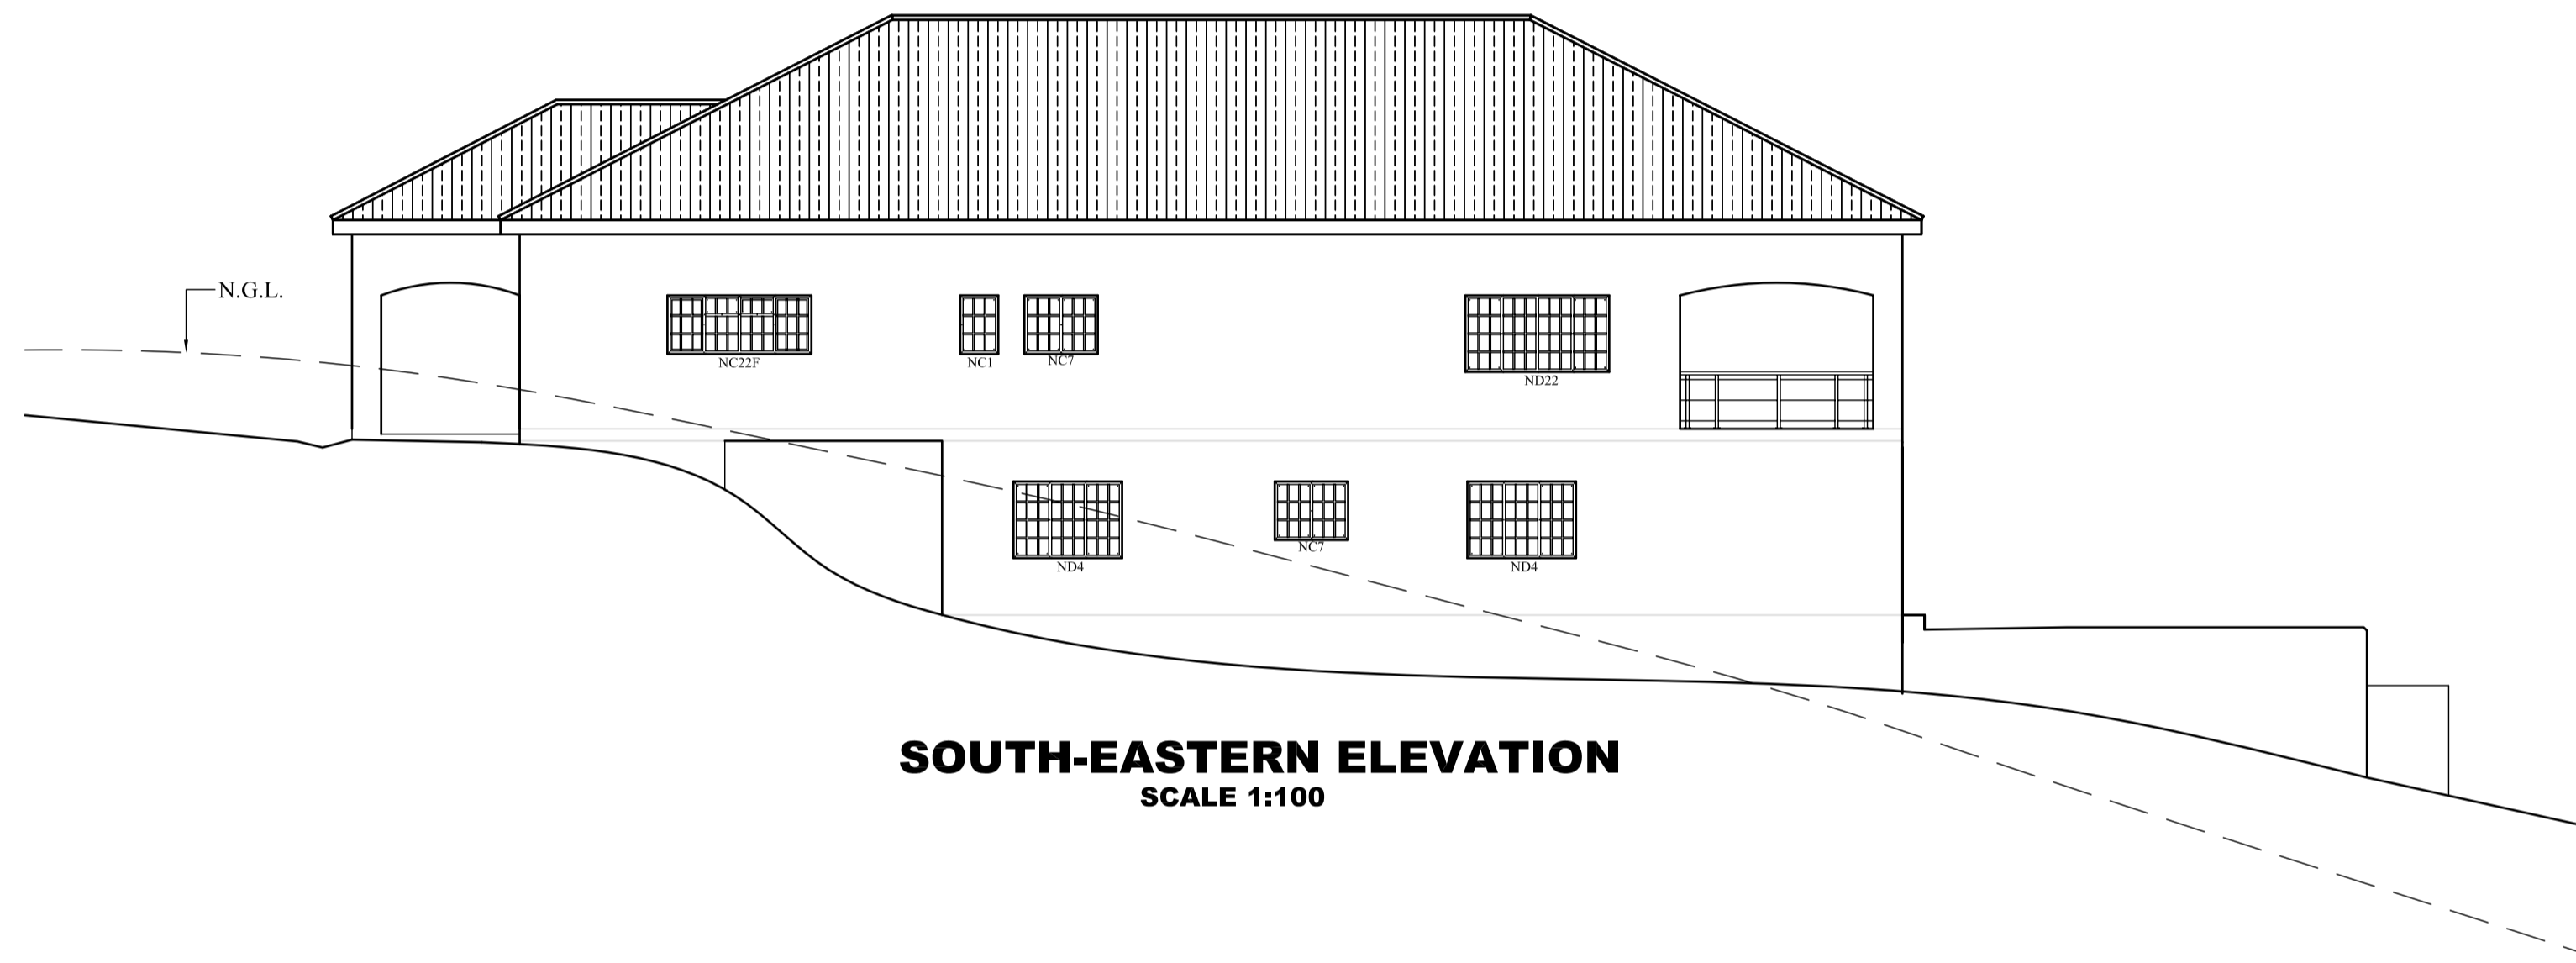 N.G.L.
NC22F
NC1
NC7
ND22
ND4
NC7
ND4
SOUTH-EASTERN ELEVATION
SCALE 1:100